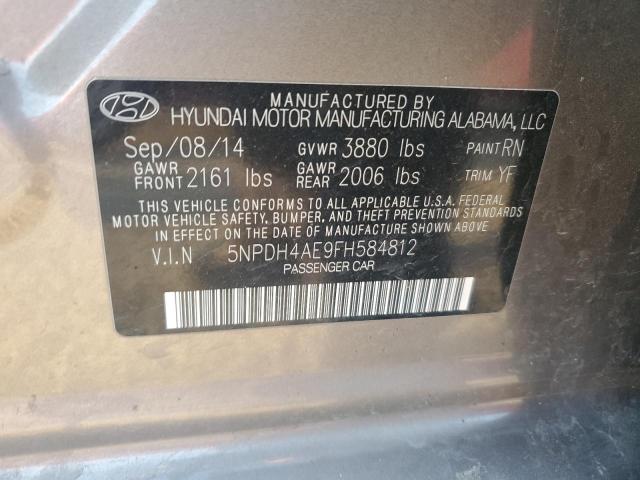 MANUFACTURED BY
HYUNDAI MOTOR MANUFACTURING ALABAMA, LLC
Sep/08/14 GVWR 3880 lbs PAINT RN
GAWR FRONT 2161 lbs GAWR REAR 2006 lbs TRIM YF
THIS VEHICLE CONFORMS TO ALL APPLICABLE U.S.A. FEDERAL
MOTOR VEHICLE SAFETY, BUMPER, AND THEFT PREVENTION STANDARDS
IN EFFECT ON THE DATE OF MANUFACTURE SHOWN ABOVE
V.I.N 5NPDH4AE9FH584812
PASSENGER CAR